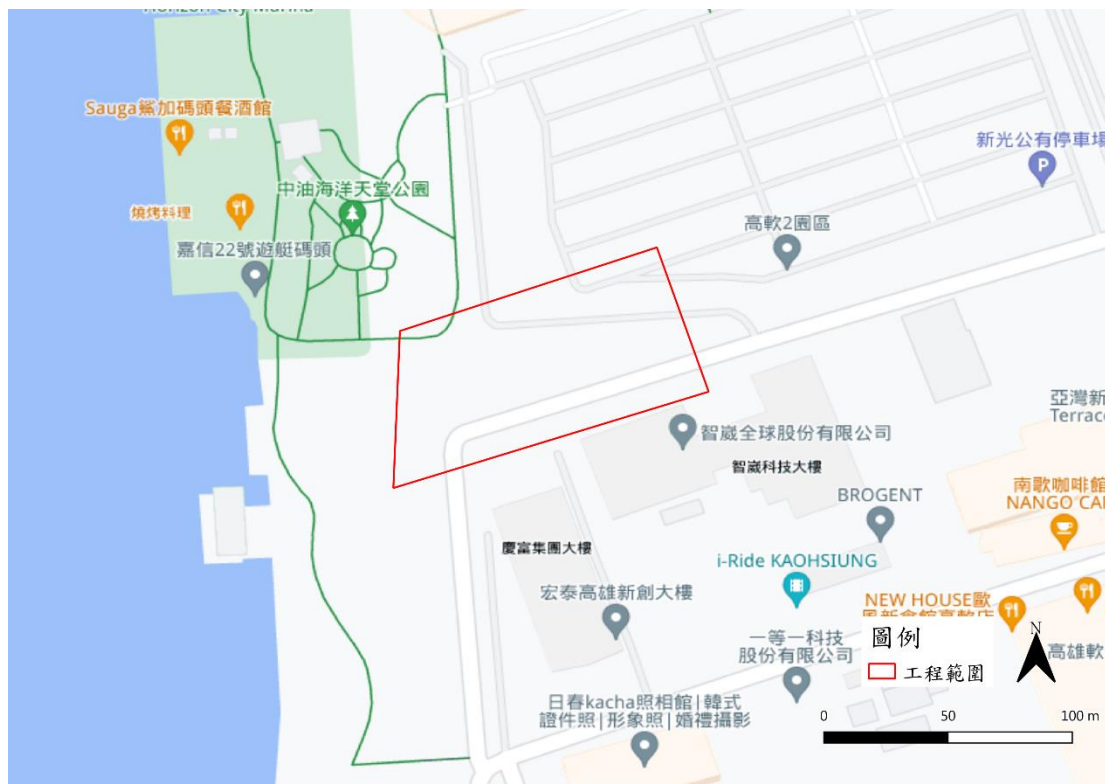 Horizon City Marina
Sauga鯊加碼頭餐酒館
新光公有停車場
中油海洋天堂公園
燒烤料理
高軟2園區
嘉信22號遊艇碼頭
亞灣新
Terrace
智崴全球股份有限公司
智崴科技大樓
南歌咖啡館
NANGO CA
BROGENT
慶富集團大樓
i-Ride KAOHSIUNG
宏泰高雄新創大樓
NEW HOUSE歐
一等一科技
股份有限公司
高雄軟
日春kacha照相館|韓式
證件照|形象照|婚禮攝影
圖例
工程範圍
N
0 50 100 m
P